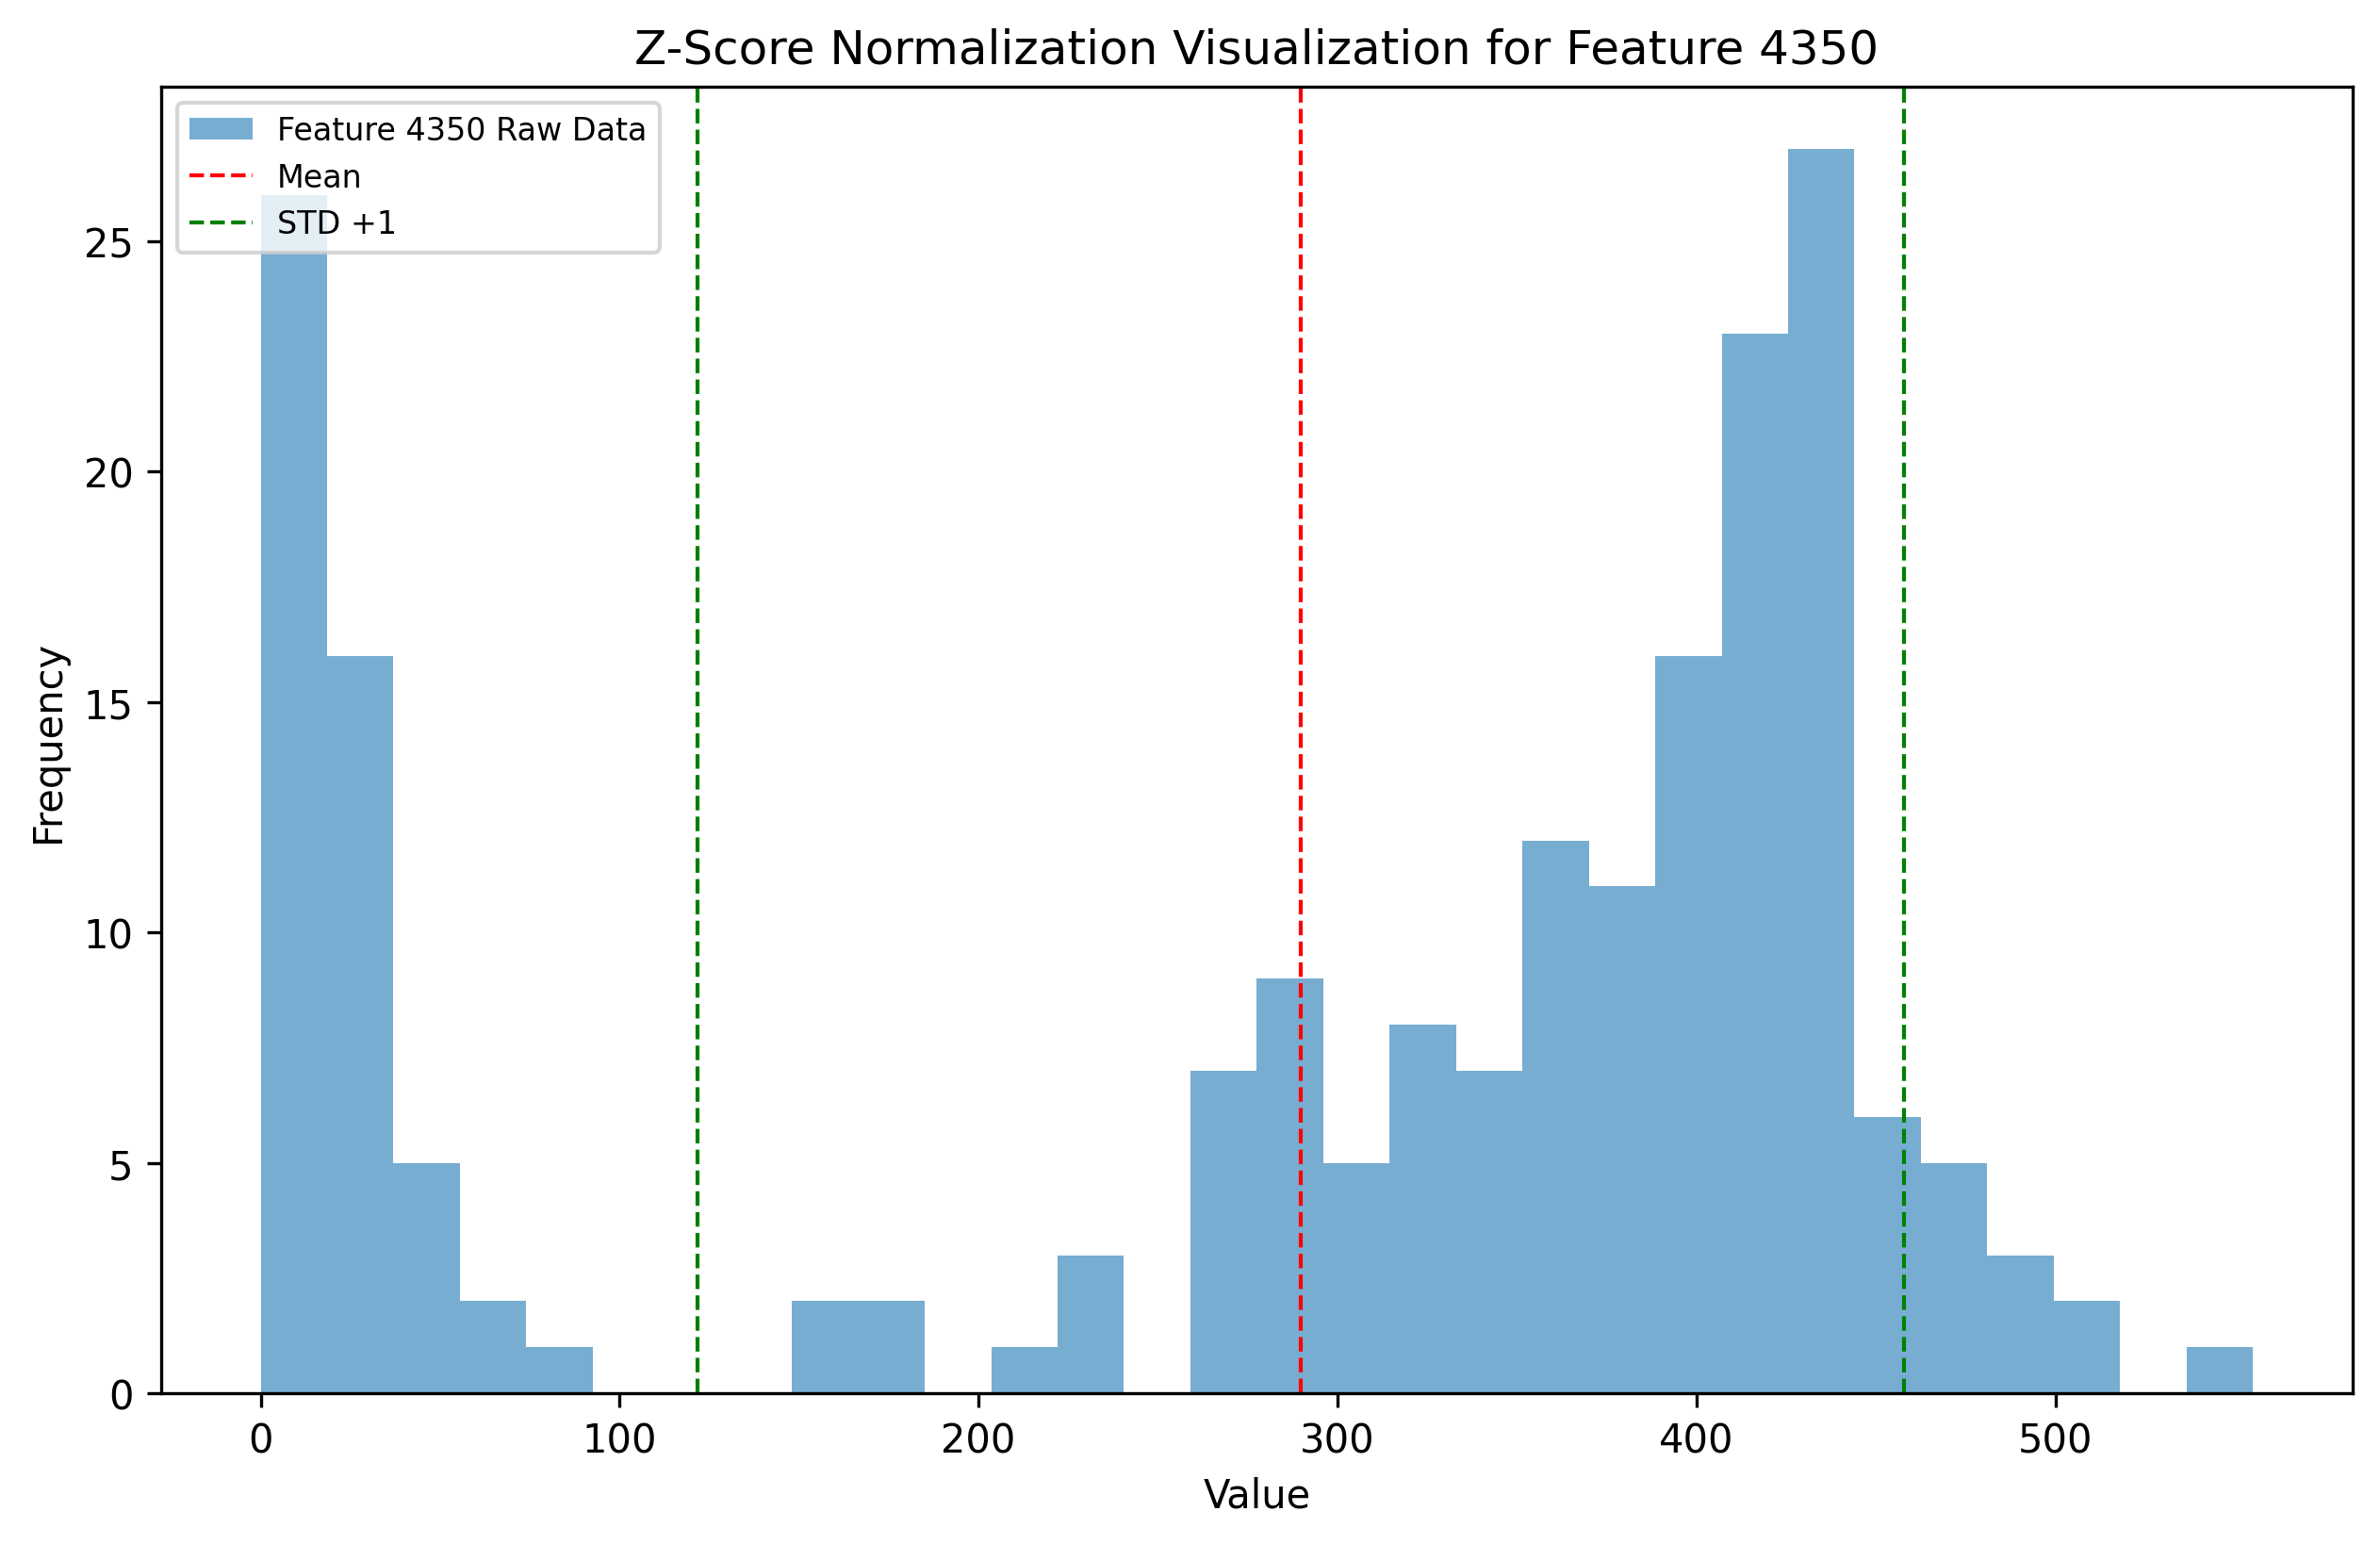 Z-Score Normalization Visualization for Feature 4350
Feature 4350 Raw Data
Mean
STD +1
25
20
15
10
5
0
Frequency
0 100 200 300 400 500
Value